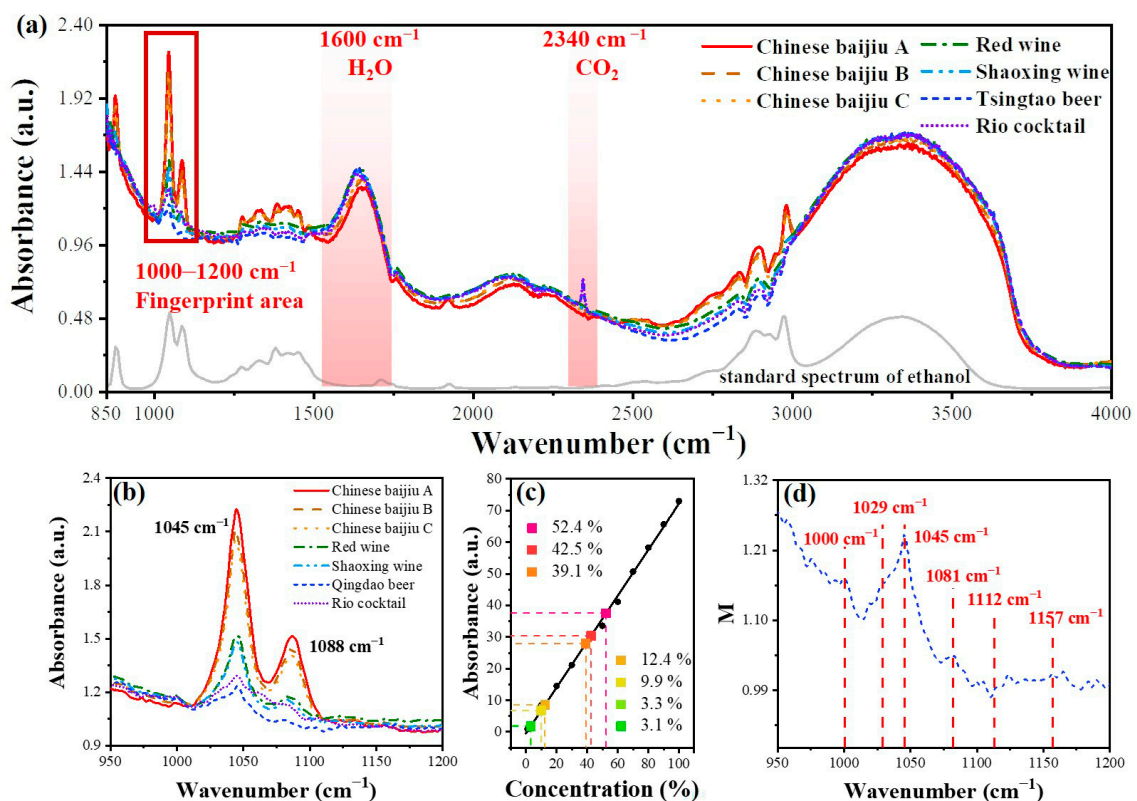 (a)
2.40
1.92
1.44
0.96
0.48
0.00
Absorbance (a.u.)
1600 cm⁻¹
H₂O
2340 cm⁻¹
CO₂
Chinese baijiu A
Chinese baijiu B
Chinese baijiu C
Red wine
Shaoxing wine
Tsingtao beer
Rio cocktail
1000–1200 cm⁻¹
Fingerprint area
standard spectrum of ethanol
850 1000 1500 2000 2500 3000 3500 4000
Wavenumber (cm⁻¹)
(b)
2.4
2.1
1.8
1.5
1.2
0.9
Absorbance (a.u.)
1045 cm⁻¹
1088 cm⁻¹
Chinese baijiu A
Chinese baijiu B
Chinese baijiu C
Red wine
Shaoxing wine
Qingdao beer
Rio cocktail
950 1000 1050 1100 1150 1200
Wavenumber (cm⁻¹)
(c)
80
70
60
50
40
30
20
10
0
Absorbance (a.u.)
52.4 %
42.5 %
39.1 %
12.4 %
9.9 %
3.3 %
3.1 %
0 20 40 60 80 100
Concentration (%)
(d)
1.32
1.21
1.10
0.99
M
1000 cm⁻¹
1029 cm⁻¹
1045 cm⁻¹
1081 cm⁻¹
1112 cm⁻¹
1157 cm⁻¹
950 1000 1050 1100 1150 1200
Wavenumber (cm⁻¹)